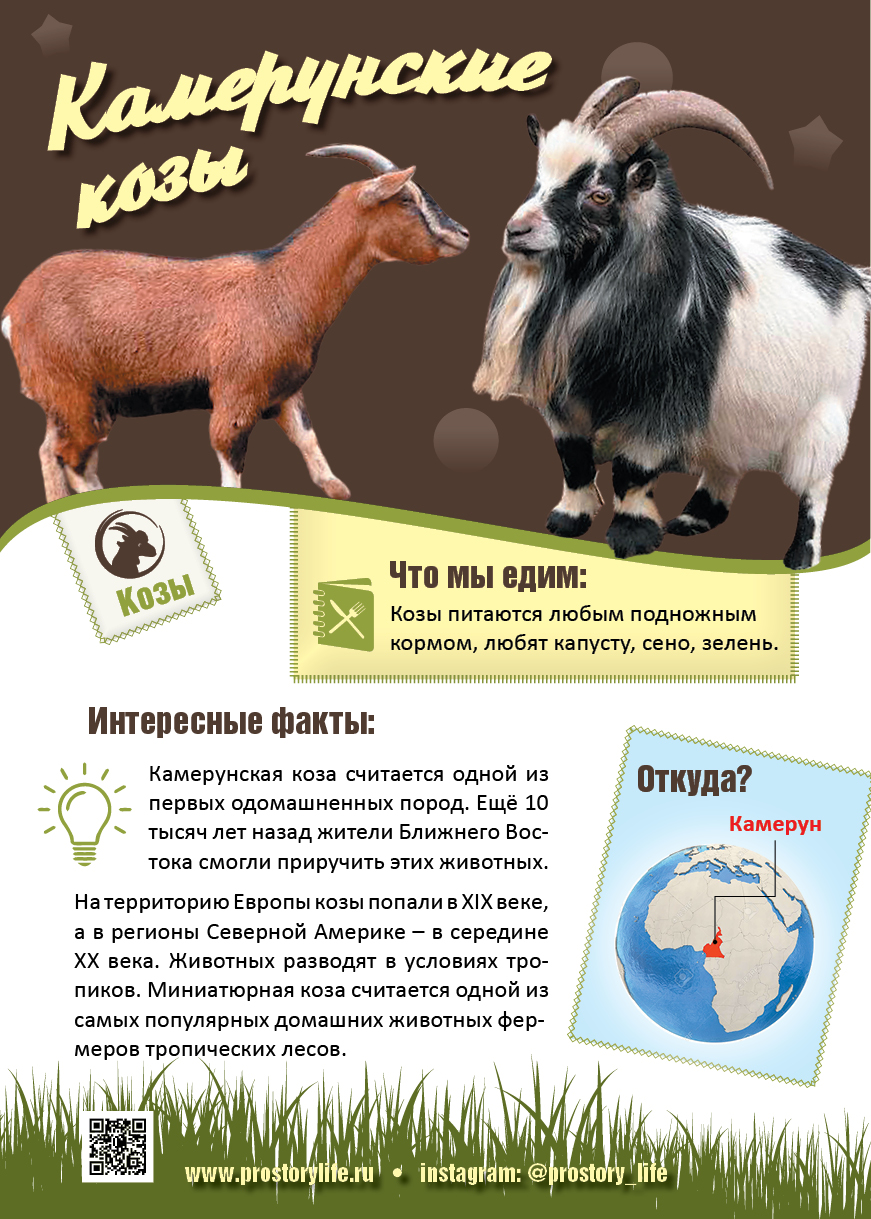 Камерунские
козы
Козы
Что мы едим:
Козы питаются любым подножным
кормом, любят капусту, сено, зелень.
Интересные факты:
Камерунская коза считается одной из
первых одомашненных пород. Ещё 10
тысяч лет назад жители Ближнего Вос-
тока смогли приручить этих животных.
На территорию Европы козы попали в XIX веке,
а в регионы Северной Америке – в середине
XX века. Животных разводят в условиях тро-
пиков. Миниатюрная коза считается одной из
самых популярных домашних животных фер-
меров тропических лесов.
Откуда?
Камерун
www.prostorylife.ru • instagram: @prostory_life